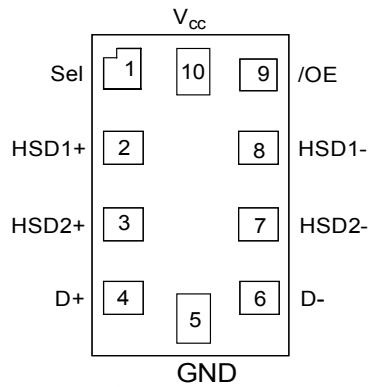 Vcc
Sel 1 10 9 /OE
HSD1+ 2 8 HSD1-
HSD2+ 3 7 HSD2-
D+ 4 5 6 D-
GND